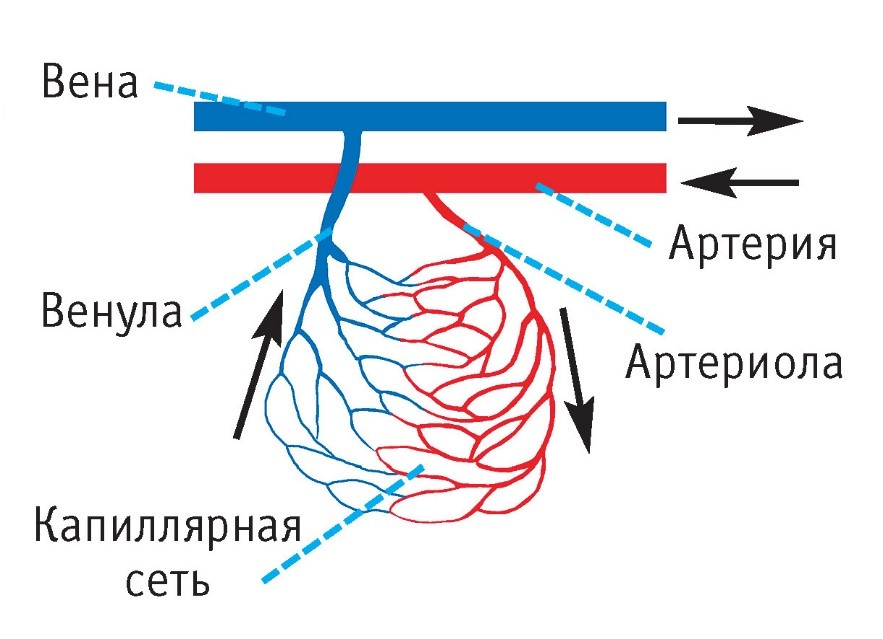 Вена
Артерия
Венула
Артериола
Капиллярная
сеть